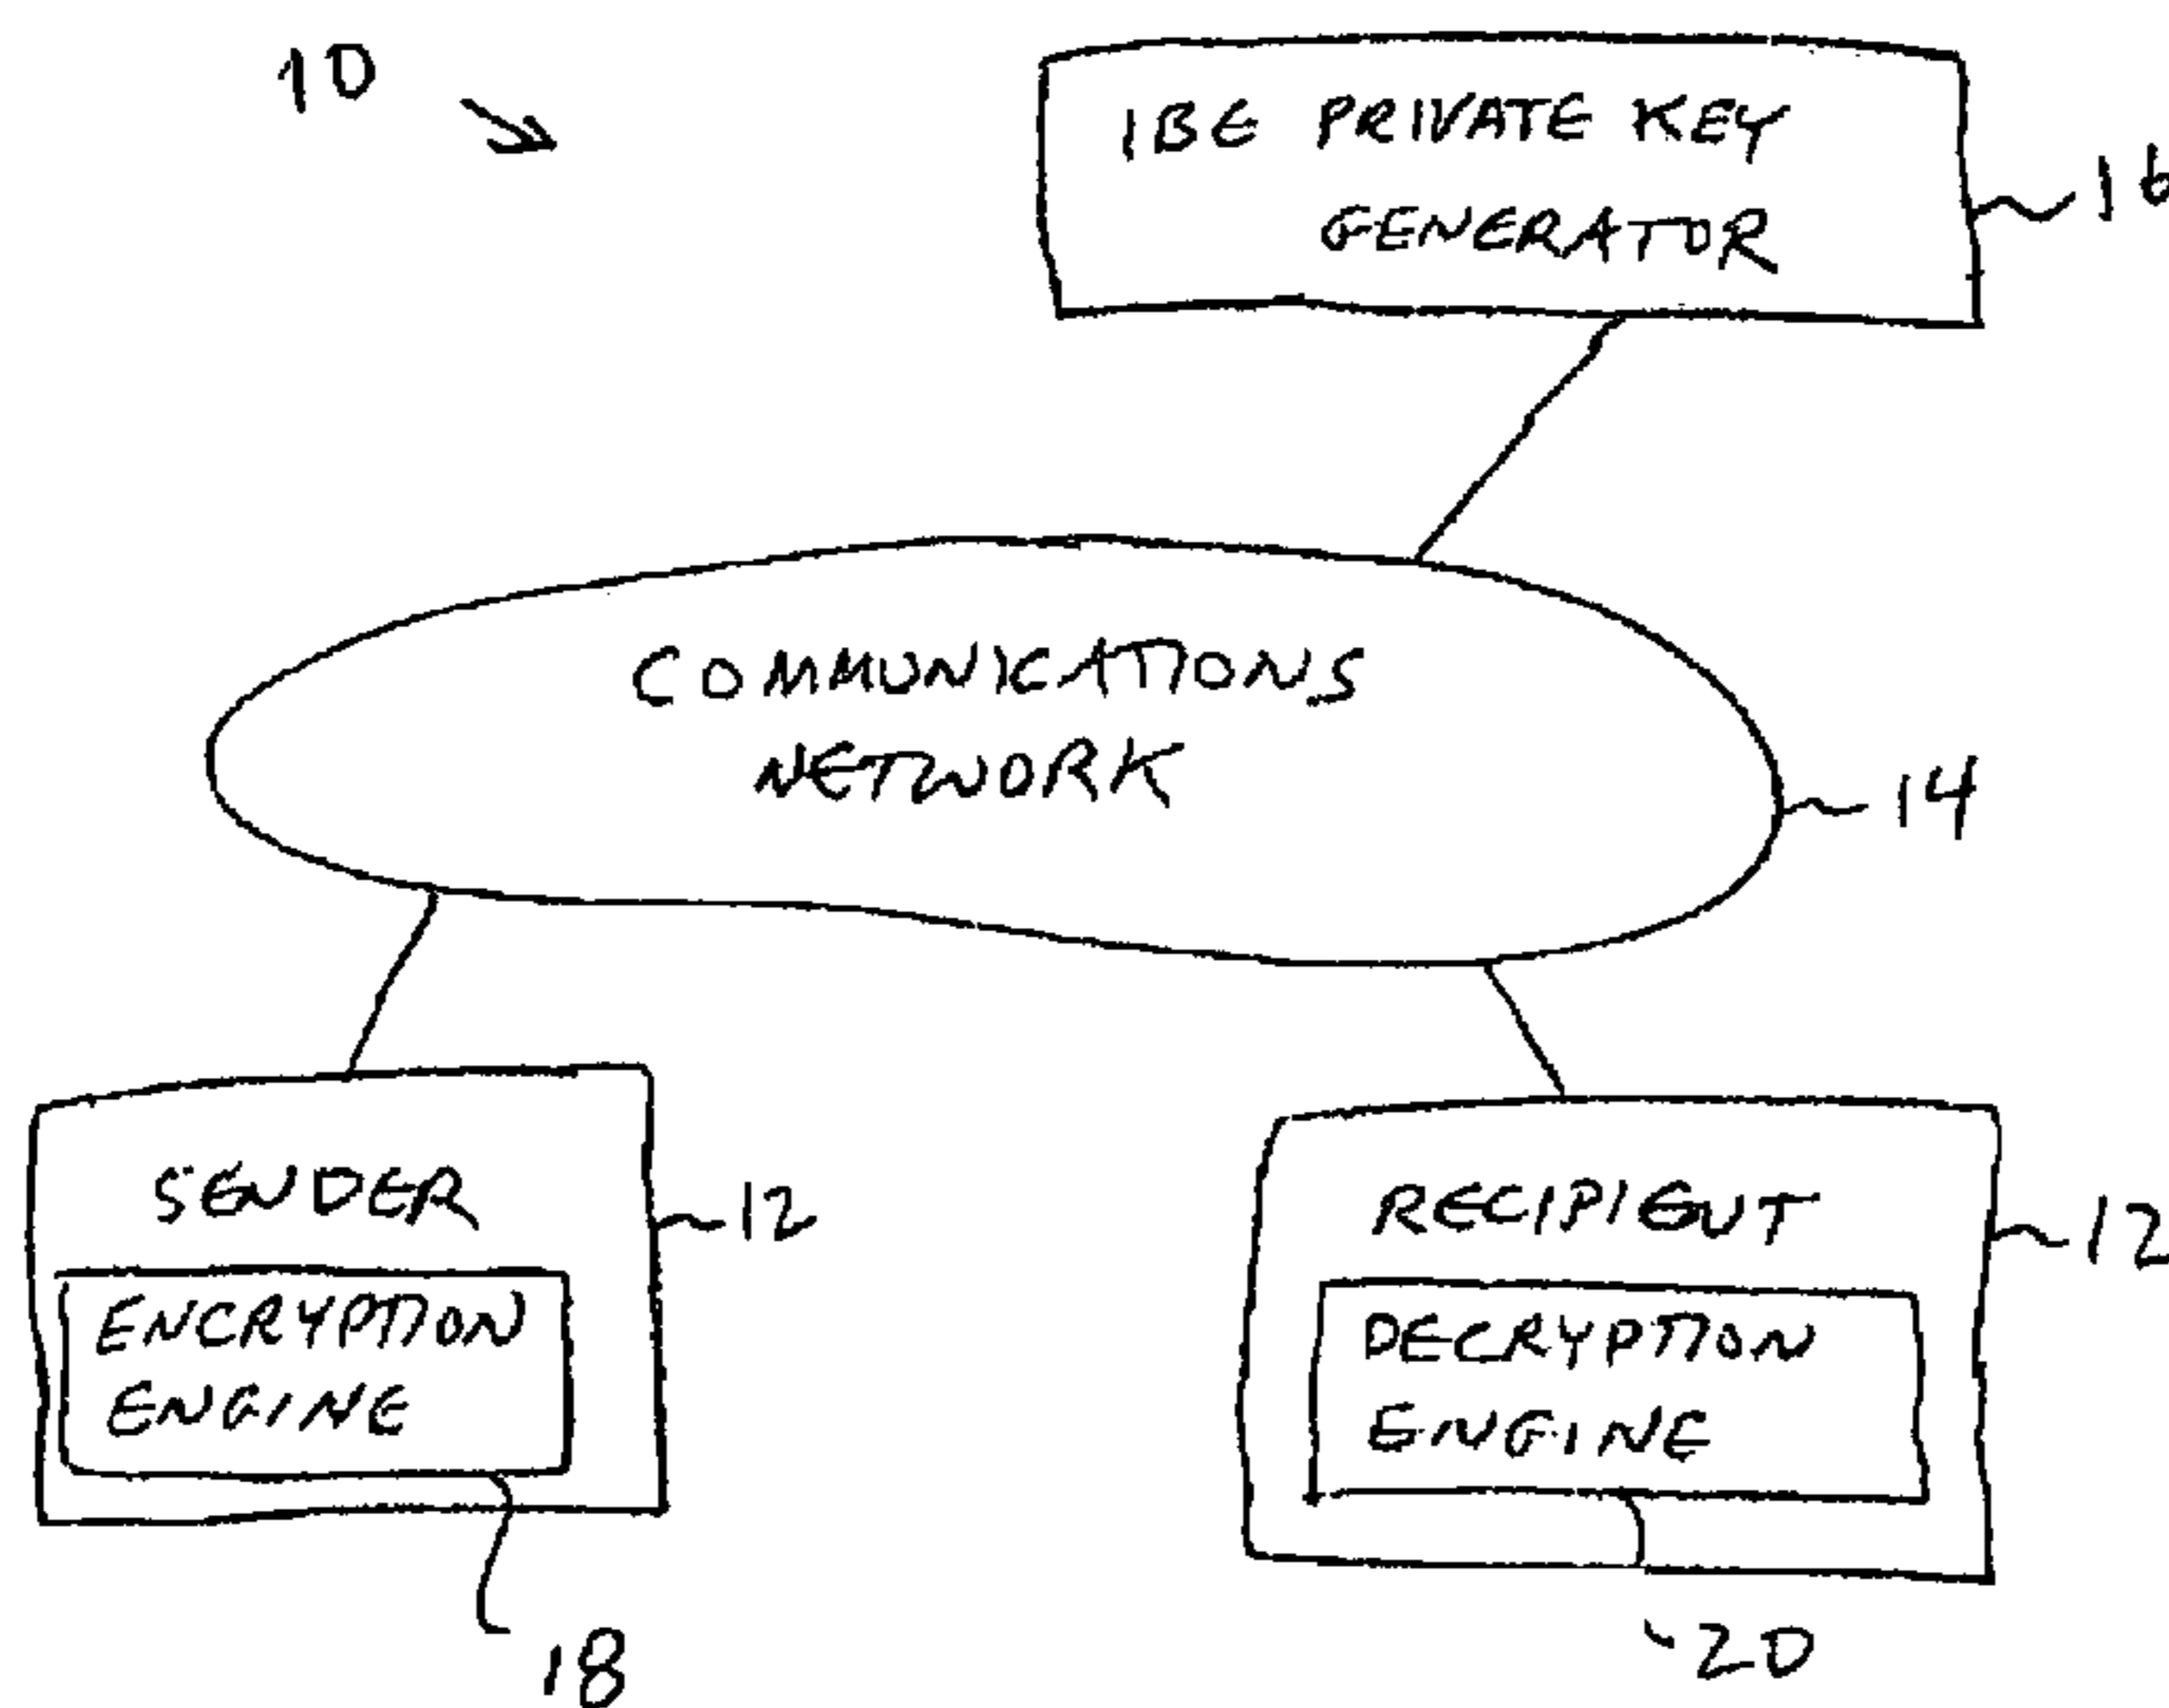 10
IBE PRIVATE KEY
GENERATOR
16
COMMUNICATIONS
NETWORK
14
SENDER
12
ENCRYPTION
ENGINE
18
RECIPIENT
12
DECRYPTION
ENGINE
20